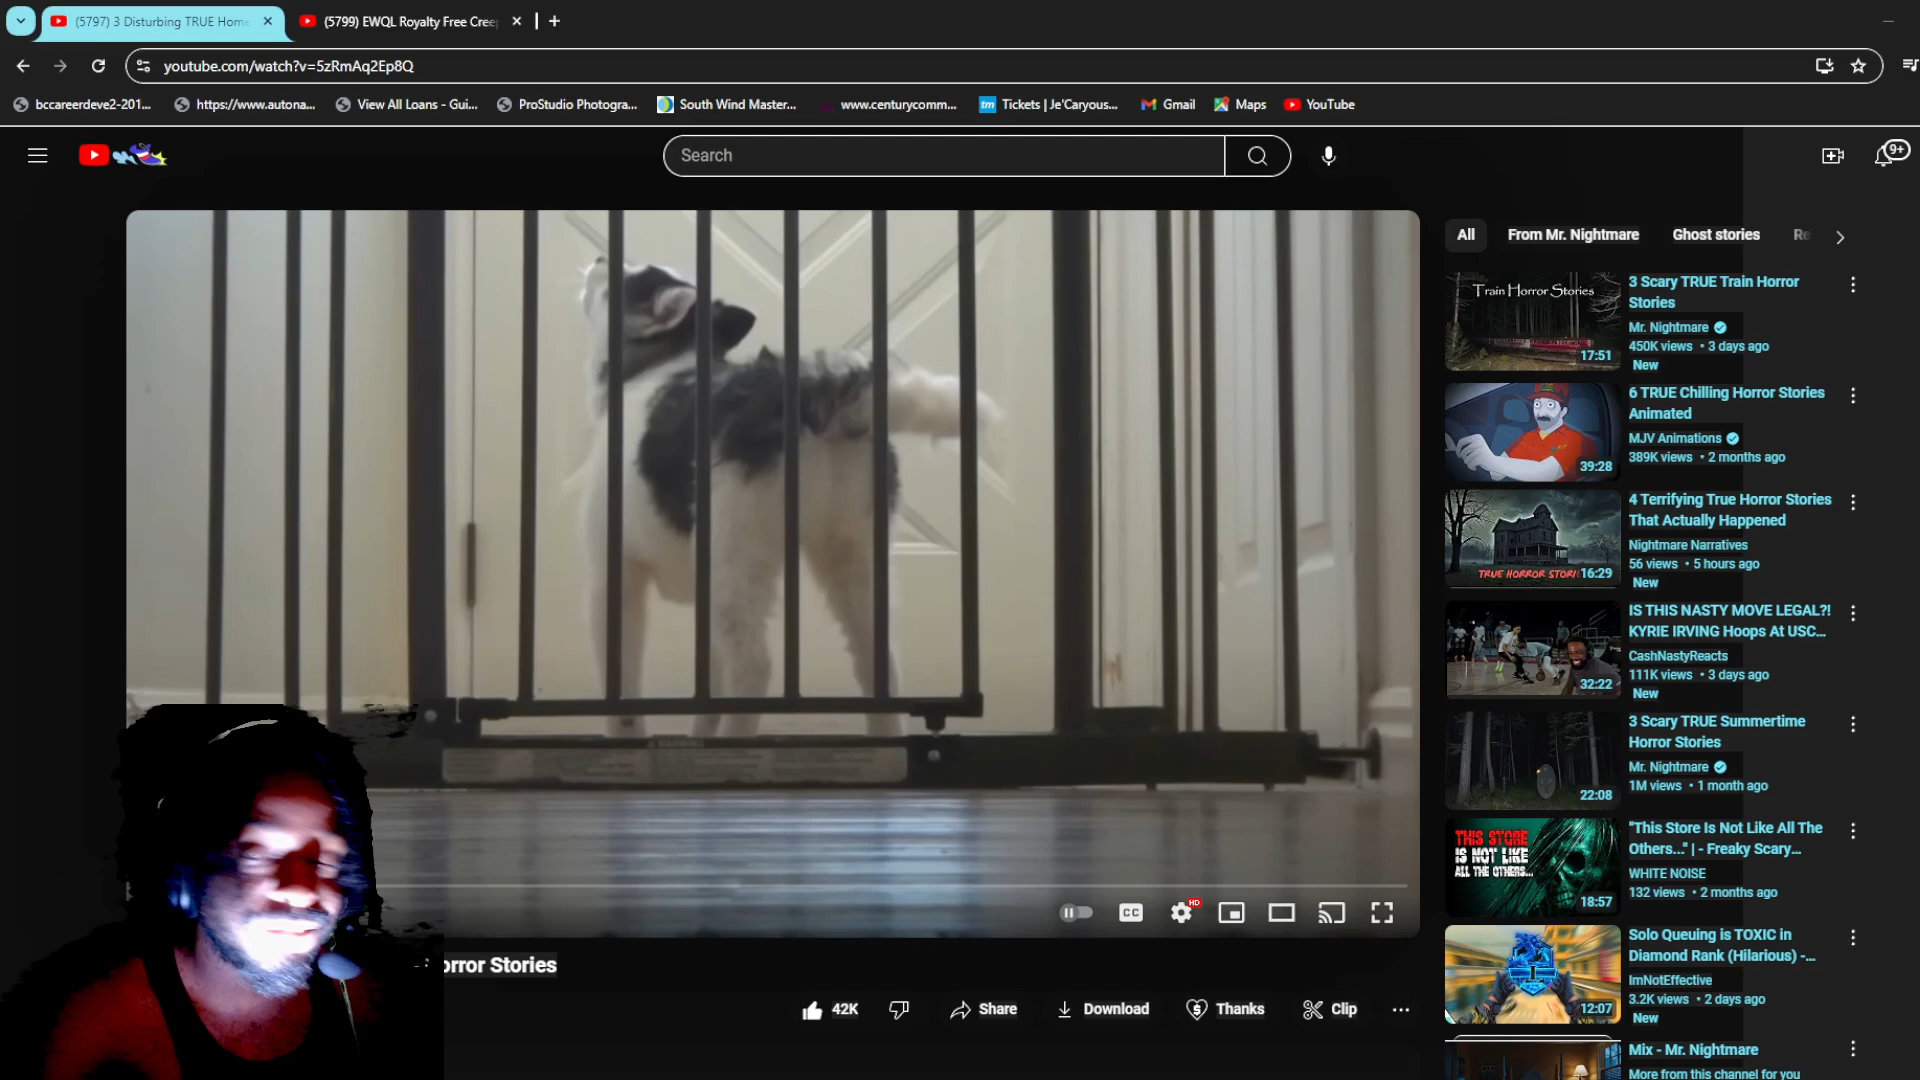 (5797) 3 Disturbing TRUE Home
(5799) EWQL Royalty Free Cree
youtube.com/watch?v=5zRmAq2Ep8Q
bccareerdeve2-201...
https://www.autona...
View All Loans - Gui...
ProStudio Photogra...
South Wind Master...
www.centurycomm...
tm
Tickets | Je'Caryous...
Gmail
Maps
YouTube
Search
9+
All
From Mr. Nightmare
Ghost stories
Re
Train Horror Stories
17:51
3 Scary TRUE Train Horror
Stories
Mr. Nightmare
450K views • 3 days ago
New
39:28
6 TRUE Chilling Horror Stories
Animated
MJV Animations
389K views • 2 months ago
TRUE HORROR STORI
16:29
4 Terrifying True Horror Stories
That Actually Happened
Nightmare Narratives
56 views • 5 hours ago
New
32:22
IS THIS NASTY MOVE LEGAL?!
KYRIE IRVING Hoops At USC...
CashNastyReacts
111K views • 3 days ago
New
22:08
3 Scary TRUE Summertime
Horror Stories
Mr. Nightmare
1M views • 1 month ago
THIS STORE
IS NOT LIKE
ALL THE OTHERS...
18:57
"This Store Is Not Like All The
Others..." | - Freaky Scary...
WHITE NOISE
132 views • 2 months ago
12:07
Solo Queuing is TOXIC in
Diamond Rank (Hilarious) -...
ImNotEffective
3.2K views • 2 days ago
New
Mix - Mr. Nightmare
More from this channel for you
WARNING
CC
HD
orror Stories
42K
Share
Download
Thanks
Clip